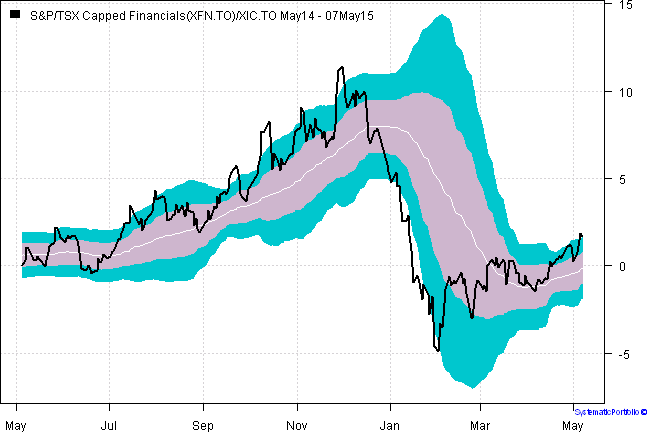 S&P/TSX Capped Financials(XFN.TO)/XIC.TO May14 - 07May15
15
10
5
0
-5
May Jul Sep Nov Jan Mar May
SystematicPortfolio ©